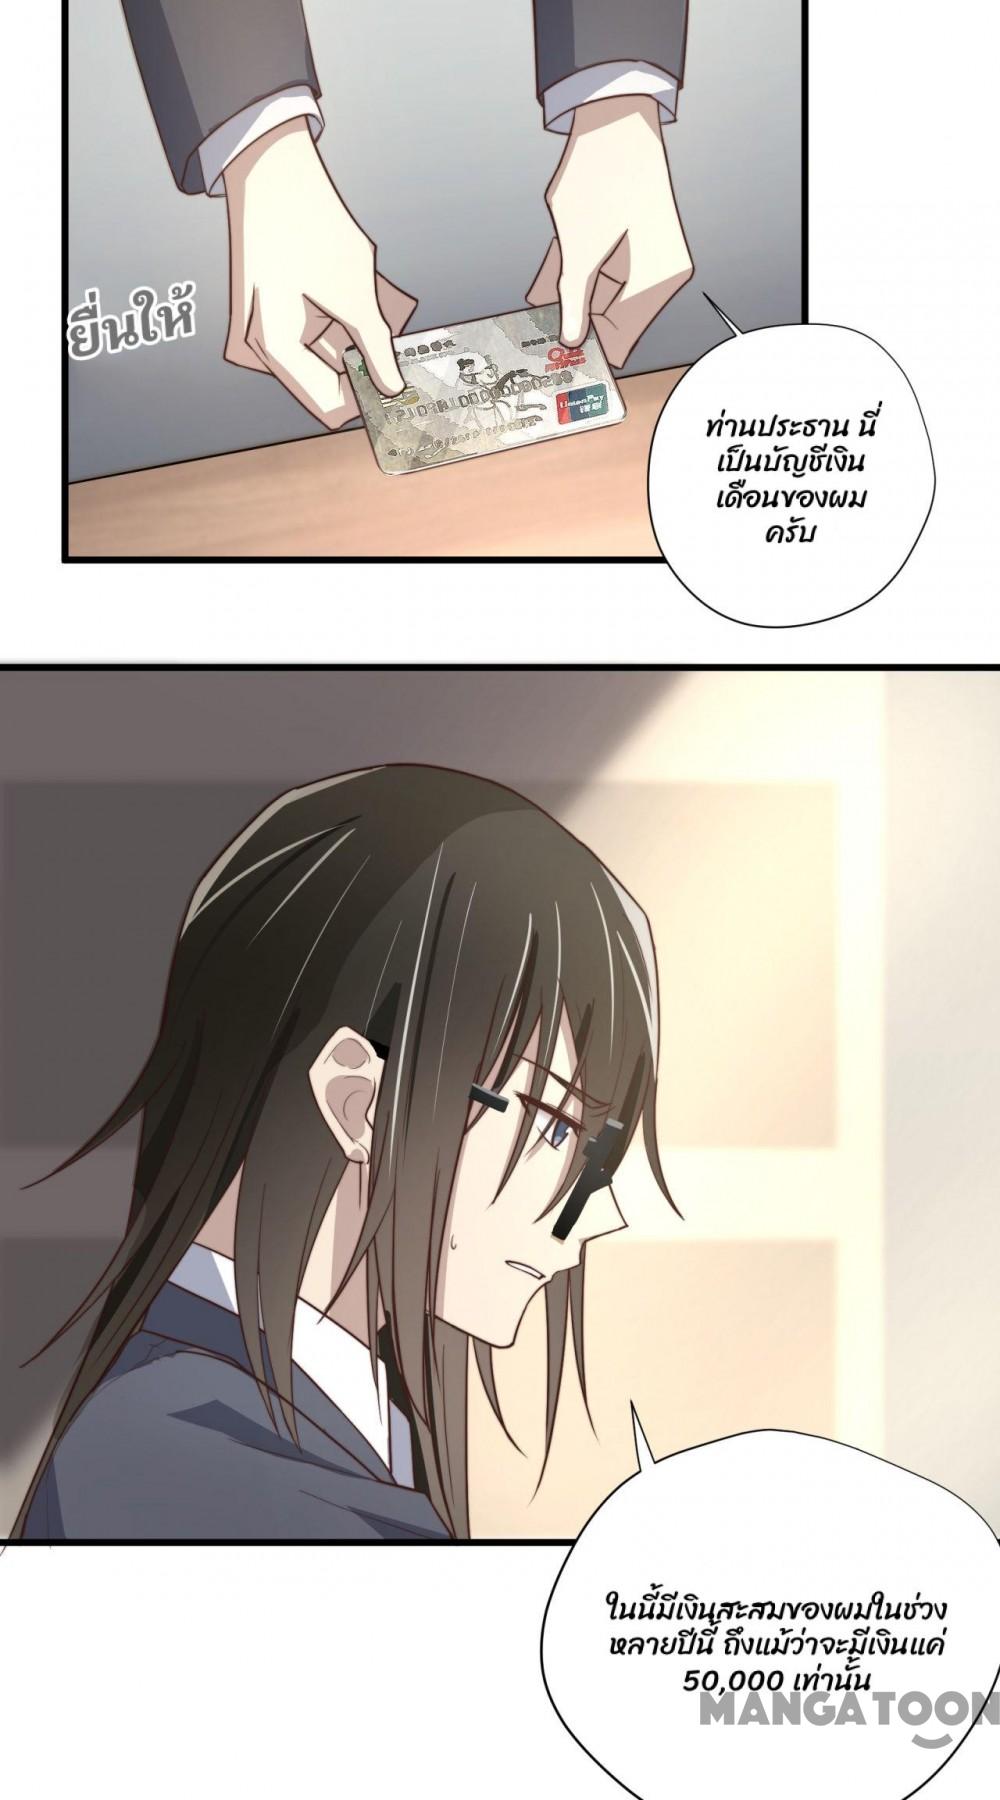 ยื่นให้
UnionPay
ท่านประธาน นี่
เป็นบัญชีเงิน
เดือนของผม
ครับ
ในนี้มีเงินสะสมของผมในช่วง
หลายปีนี้ ถึงแม้ว่าจะมีเงินแค่
50,000 เท่านั้น
MANGATOON